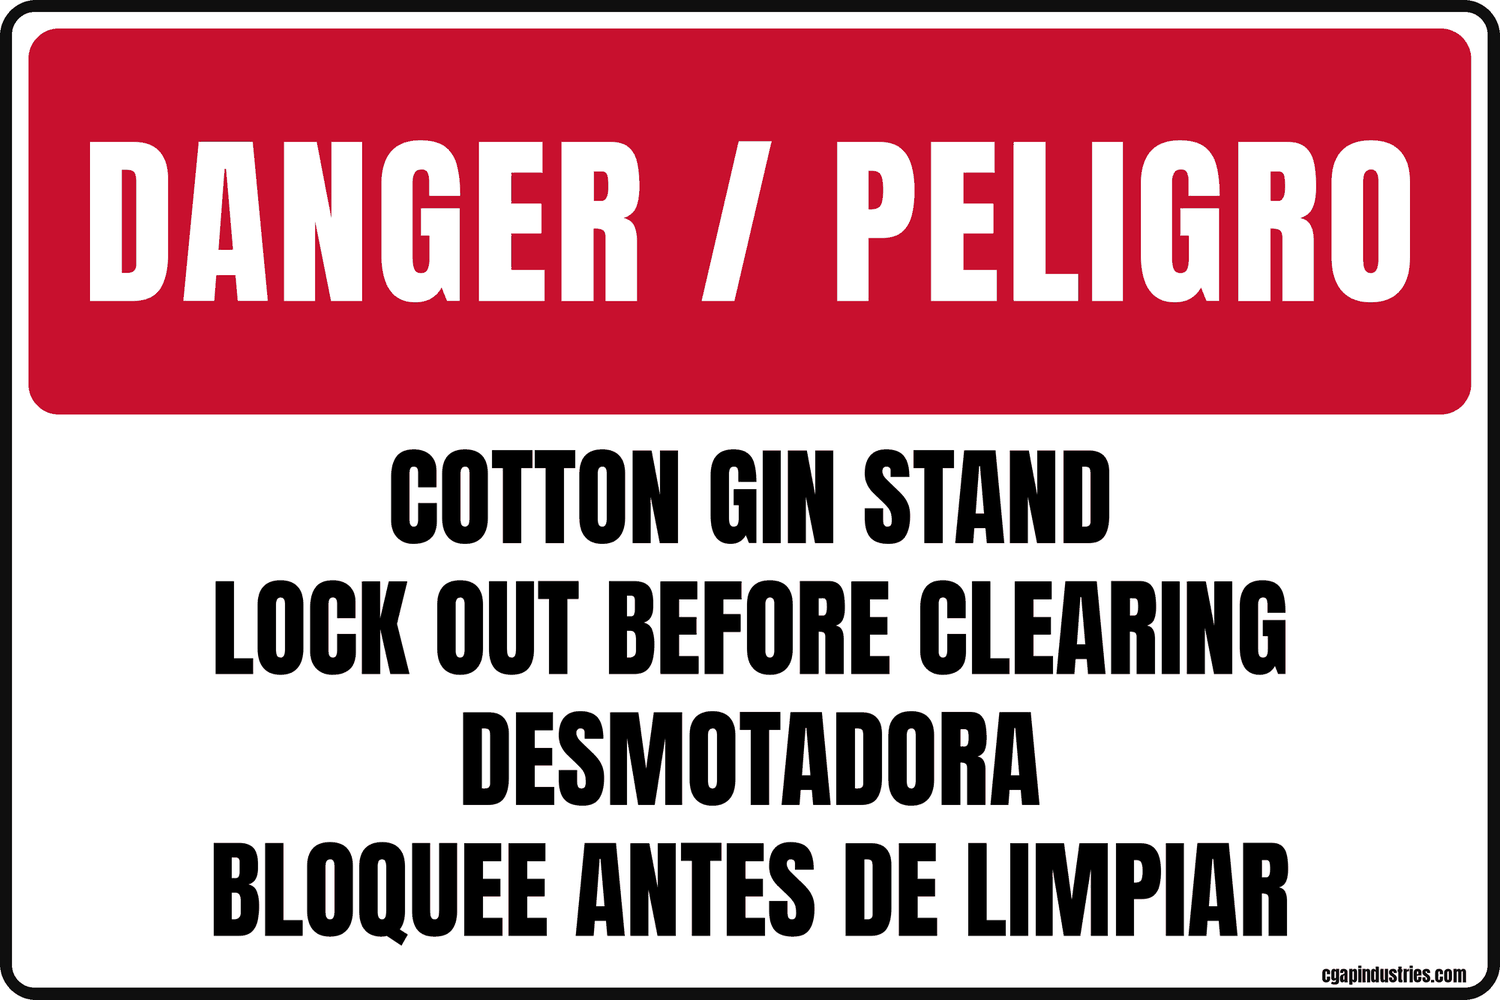 DANGER / PELIGRO
COTTON GIN STAND
LOCK OUT BEFORE CLEARING
DESMOTADORA
BLOQUEE ANTES DE LIMPIAR
cgapindustries.com